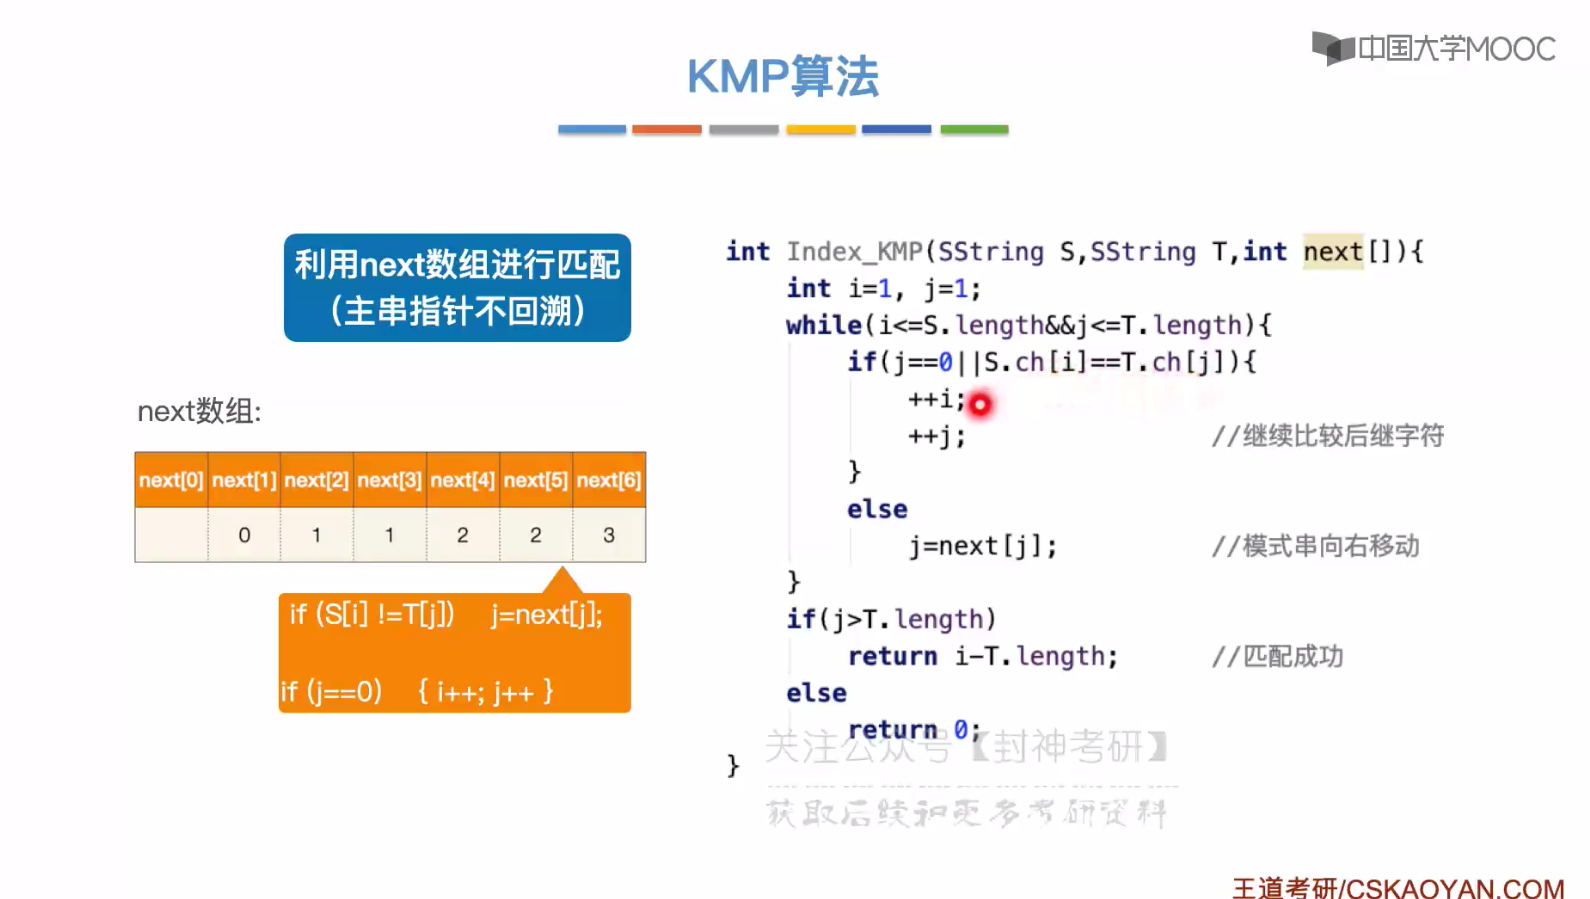 中国大学MOOC
KMP算法
利用next数组进行匹配
（主串指针不回溯）
next数组:
next[0] next[1] next[2] next[3] next[4] next[5] next[6]
0 1 1 2 2 3
if (S[i] !=T[j]) j=next[j];
if (j==0) { i++; j++ }
int Index_KMP(SString S,SString T,int next[]){
int i=1, j=1;
while(i<=S.length&&j<=T.length){
if(j==0||S.ch[i]==T.ch[j]){
++i;
++j; //继续比较后继字符
}
else
j=next[j]; //模式串向右移动
}
if(j>T.length)
return i-T.length; //匹配成功
else
return 0;
}
关注公众号【封神考研】
获取后续和更多考研资料
王道考研/CSKAOYAN.COM